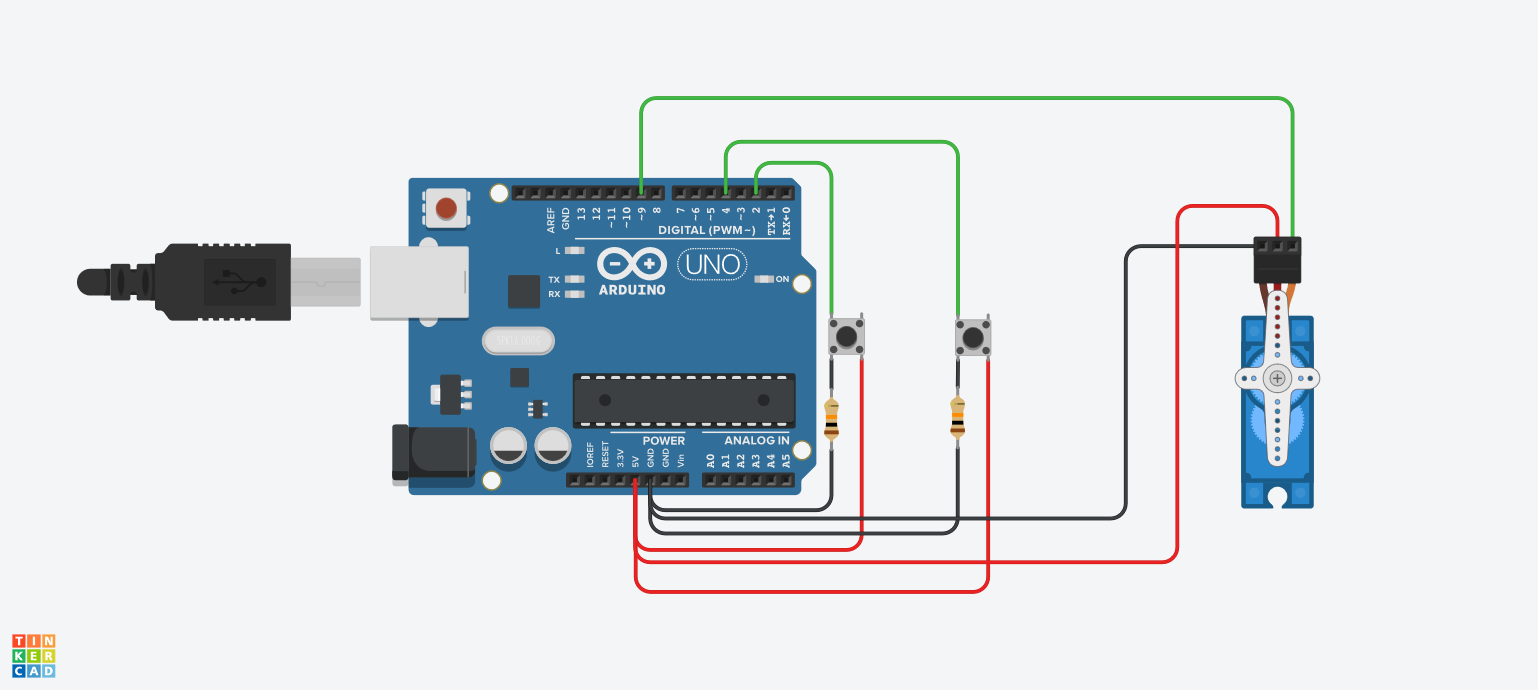 AREF
GND
13
12
~11
~10
~9
8
7
~6
~5
4
~3
2
TX→1
RX←0
DIGITAL (PWM~)
L
TX
RX
ON
UNO
ARDUINO
POWER
ANALOG IN
IOREF
RESET
3.3V
5V
GND
GND
Vin
A0
A1
A2
A3
A4
A5
TIN
KER
CAD